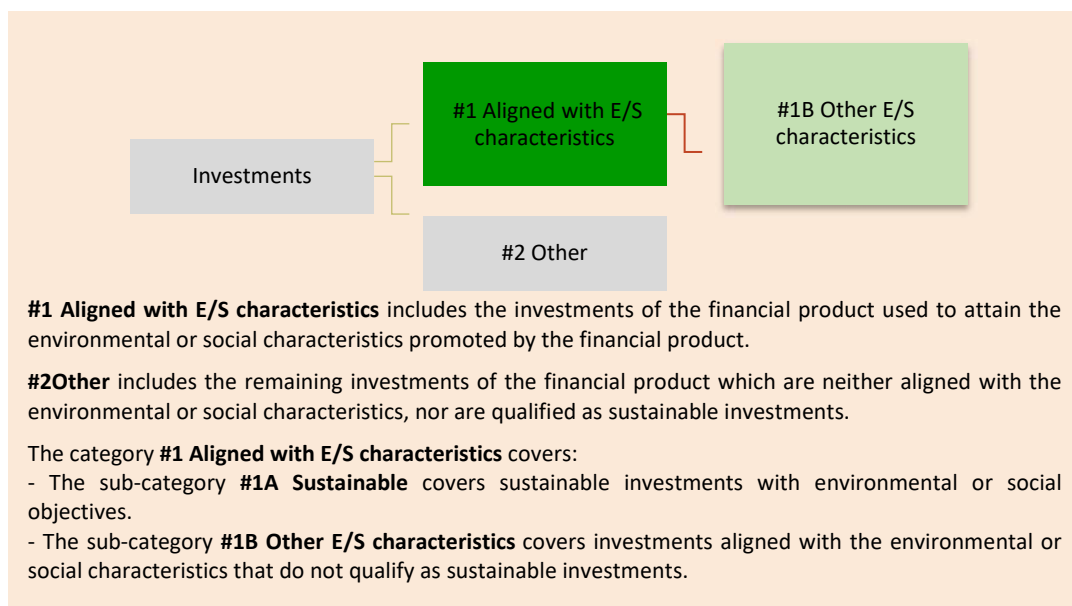 #1 Aligned with E/S
characteristics
#1B Other E/S
characteristics
Investments
#2 Other
#1 Aligned with E/S characteristics includes the investments of the financial product used to attain the
environmental or social characteristics promoted by the financial product.
#2Other includes the remaining investments of the financial product which are neither aligned with the
environmental or social characteristics, nor are qualified as sustainable investments.
The category #1 Aligned with E/S characteristics covers:
- The sub-category #1A Sustainable covers sustainable investments with environmental or social
objectives.
- The sub-category #1B Other E/S characteristics covers investments aligned with the environmental or
social characteristics that do not qualify as sustainable investments.